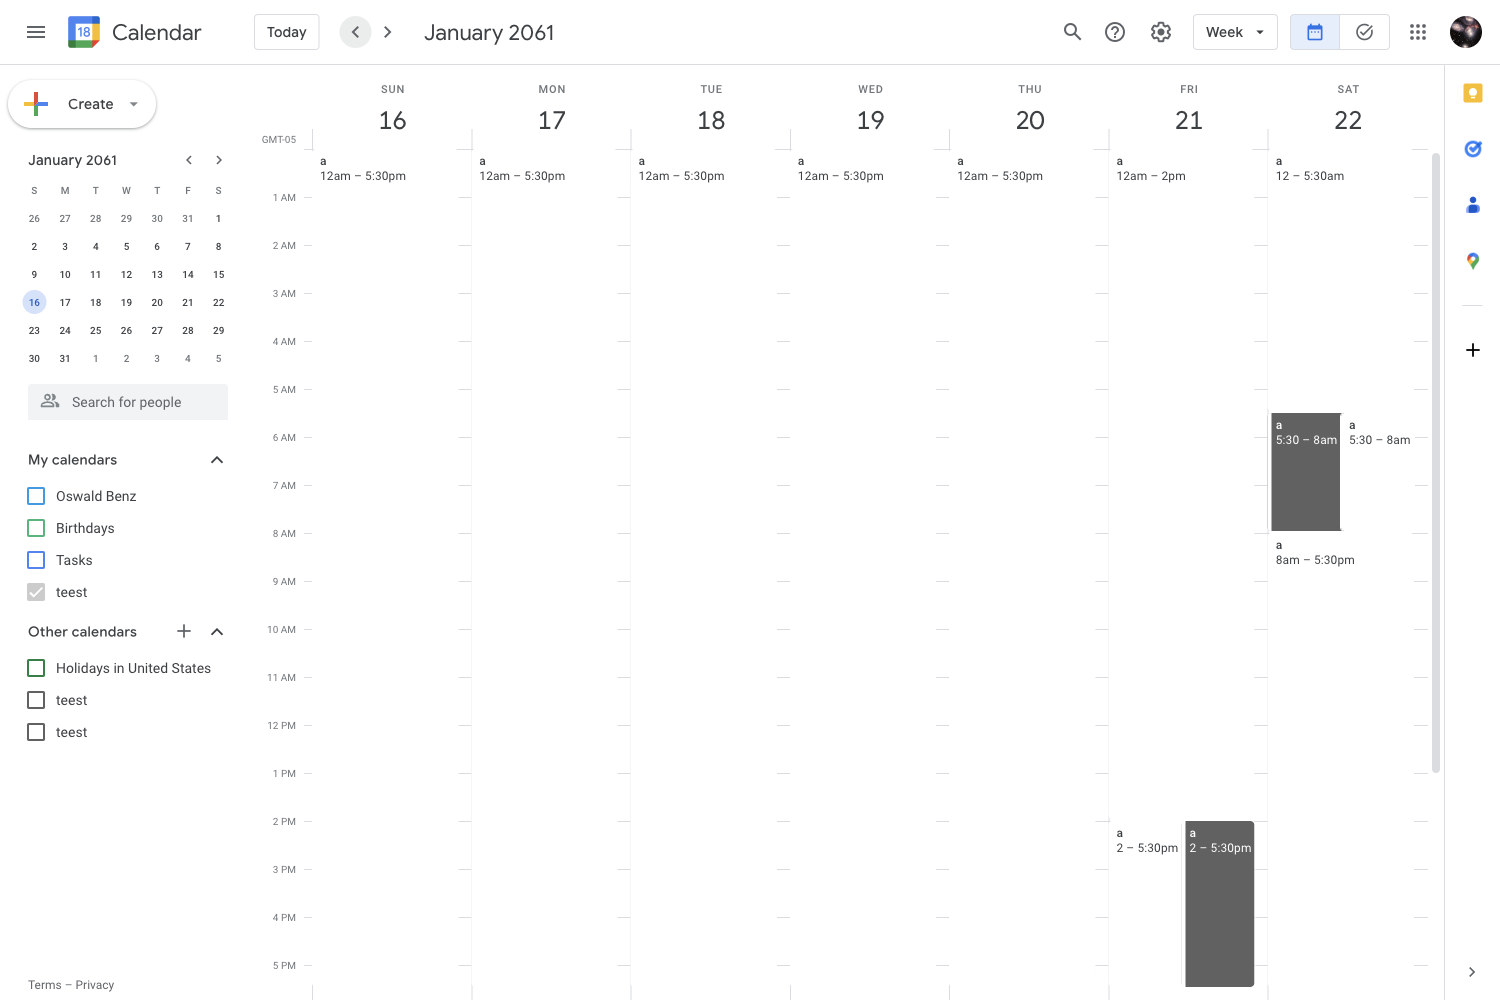 18 Calendar Today January 2061 Week
Create
January 2061
S M T W T F S
26 27 28 29 30 31 1
2 3 4 5 6 7 8
9 10 11 12 13 14 15
16 17 18 19 20 21 22
23 24 25 26 27 28 29
30 31 1 2 3 4 5
Search for people
My calendars
Oswald Benz
Birthdays
Tasks
teest
Other calendars
Holidays in United States
teest
teest
Terms – Privacy
SUN MON TUE WED THU FRI SAT
16 17 18 19 20 21 22
GMT-05
a a a a a a a
12am – 5:30pm 12am – 5:30pm 12am – 5:30pm 12am – 5:30pm 12am – 5:30pm 12am – 2pm 12 – 5:30am
1 AM
2 AM
3 AM
4 AM
5 AM
a a
6 AM 5:30 – 8am 5:30 – 8am
7 AM
8 AM
a
8am – 5:30pm
9 AM
10 AM
11 AM
12 PM
1 PM
2 PM
a a
2 – 5:30pm 2 – 5:30pm
3 PM
4 PM
5 PM